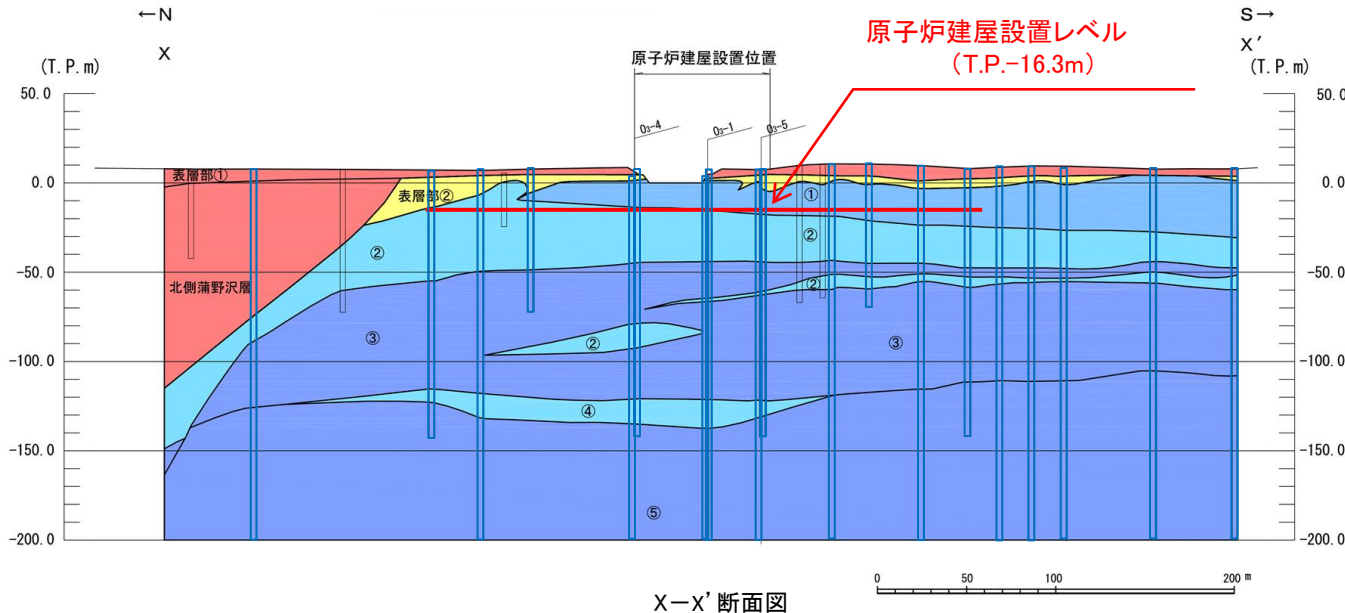 ←N
S→
X
X′
原子炉建屋設置レベル
(T.P.-16.3m)
原子炉建屋設置位置
(T.P.m)
(T.P.m)
50.0
50.0
O₃-4
O₃-1
O₃-5
表層部①
0.0
0.0
表層部②
①
②
②
-50.0
-50.0
北側蒲野沢層
②
③
②
③
-100.0
-100.0
④
-150.0
-150.0
⑤
-200.0
-200.0
0 50 100 200 m
X-X’断面図